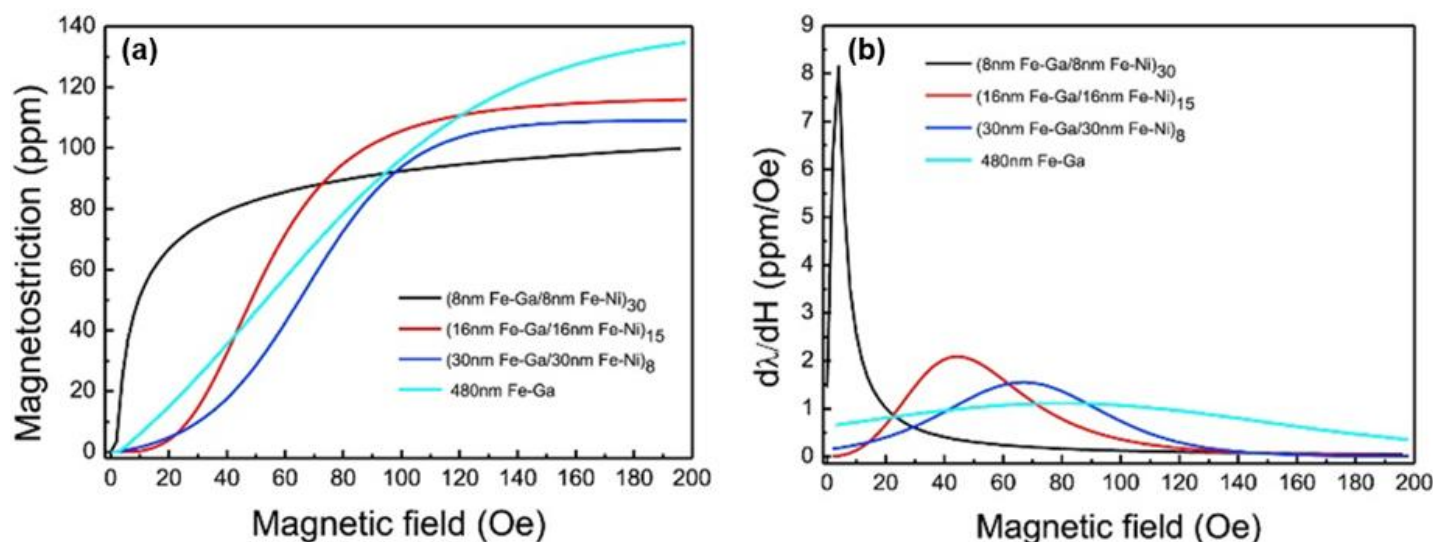 (a)
Magnetostriction (ppm)
140
120
100
80
60
40
20
0
(8nm Fe-Ga/8nm Fe-Ni)30
(16nm Fe-Ga/16nm Fe-Ni)15
(30nm Fe-Ga/30nm Fe-Ni)8
480nm Fe-Ga
0 20 40 60 80 100 120 140 160 180 200
Magnetic field (Oe)
(b)
dλ/dH (ppm/Oe)
9
8
7
6
5
4
3
2
1
0
(8nm Fe-Ga/8nm Fe-Ni)30
(16nm Fe-Ga/16nm Fe-Ni)15
(30nm Fe-Ga/30nm Fe-Ni)8
480nm Fe-Ga
0 20 40 60 80 100 120 140 160 180 200
Magnetic field (Oe)